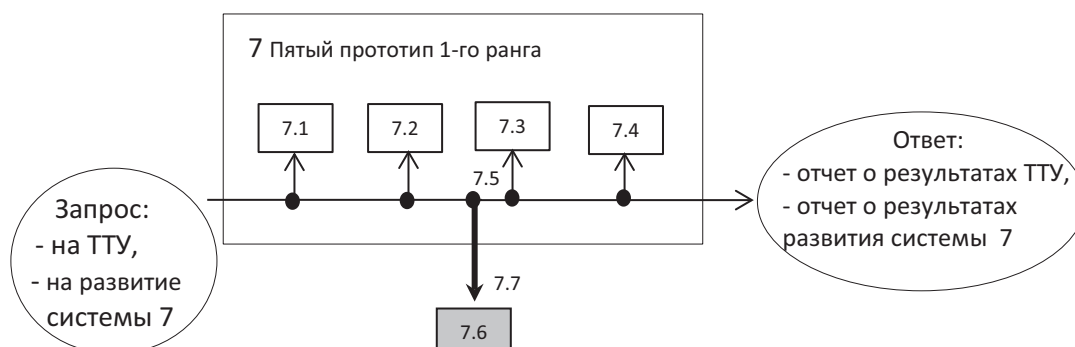 7 Пятый прототип 1-го ранга
7.1
7.2
7.3
7.4
7.5
Запрос:
- на ТТУ,
- на развитие
системы 7
Ответ:
- отчет о результатах ТТУ,
- отчет о результатах
развития системы 7
7.7
7.6